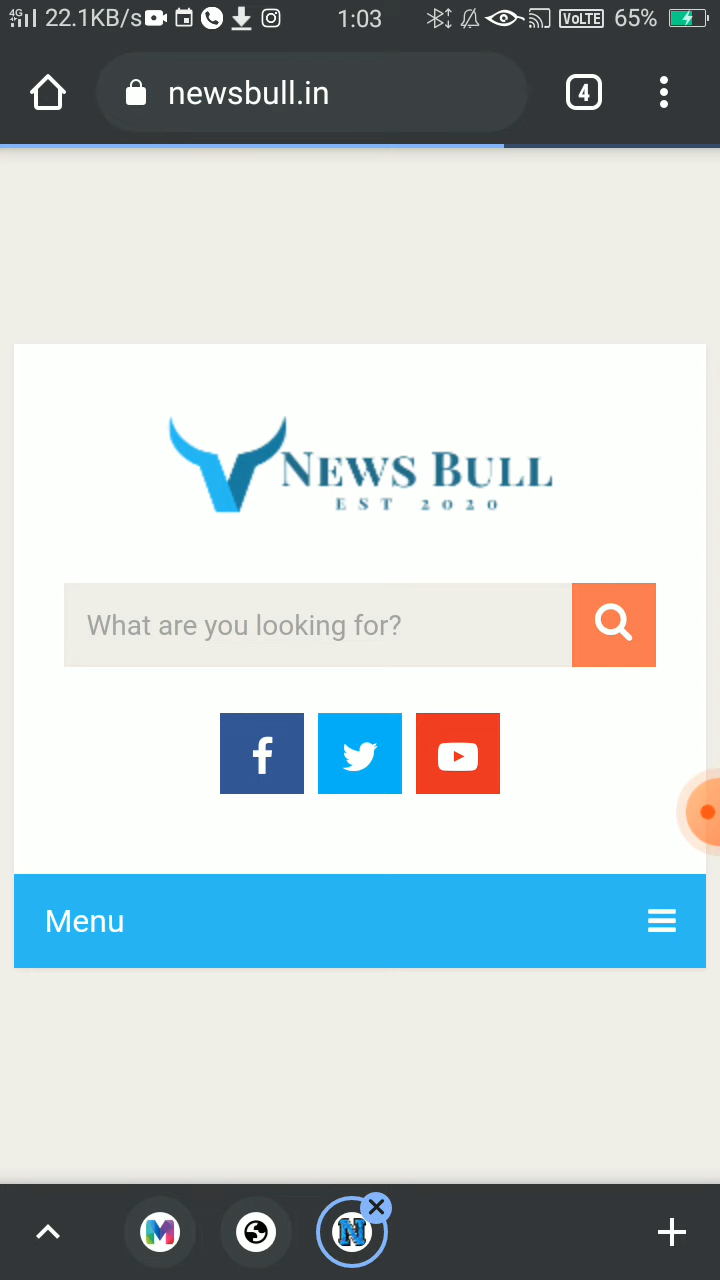 4G 22.1KB/s 1:03 VoLTE 65%
newsbull.in 4
NEWS BULL
EST 2020
What are you looking for?
Menu